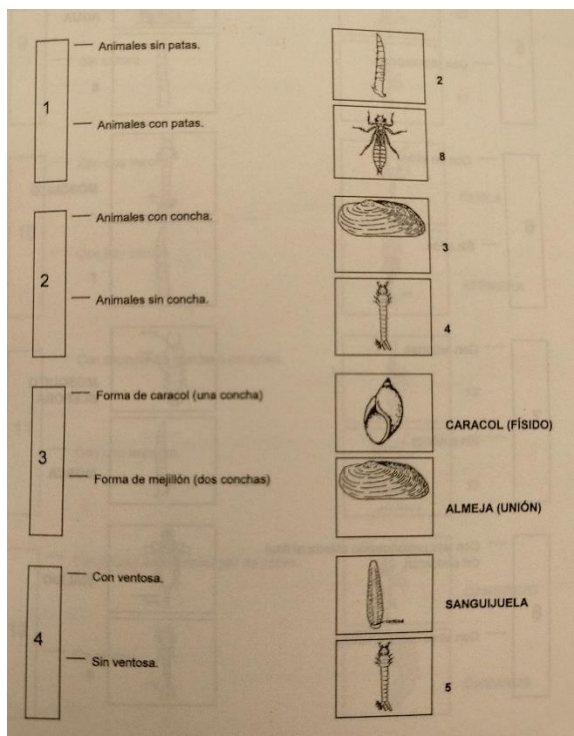 1
Animales sin patas.
2
Animales con patas.
8
2
Animales con concha.
3
Animales sin concha.
4
3
Forma de caracol (una concha)
CARACOL (FÍSIDO)
Forma de mejillón (dos conchas)
ALMEJA (UNIÓN)
4
Con ventosa.
SANGUIJUELA
Sin ventosa.
5